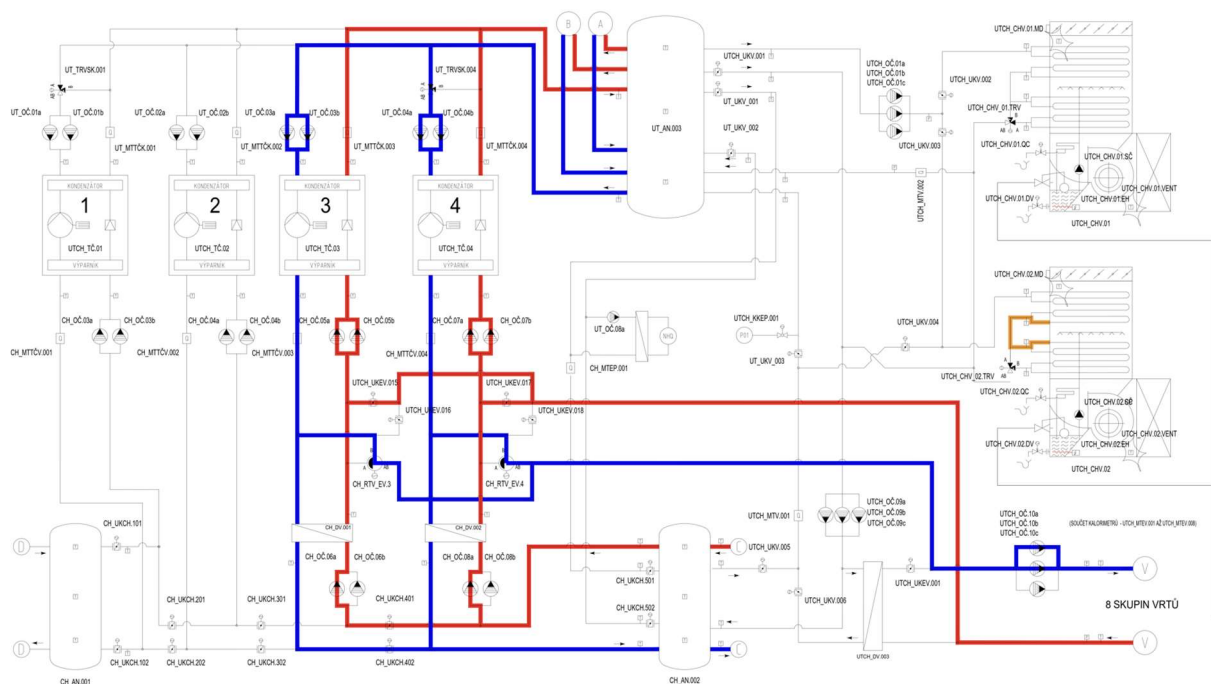 B
A
UT_TRVSK.001
UT_TRVSK.004
UT_OČ.01a
UT_OČ.01b
UT_OČ.02a
UT_OČ.02b
UT_OČ.03a
UT_OČ.03b
UT_OČ.04a
UT_OČ.04b
UT_MTTČK.001
UT_MTTČK.002
UT_MTTČK.003
UT_MTTČK.004
KONDENZÁTOR
KONDENZÁTOR
KONDENZÁTOR
KONDENZÁTOR
1
2
3
4
UTCH_TČ.01
UTCH_TČ.02
UTCH_TČ.03
UTCH_TČ.04
VÝPARNÍK
VÝPARNÍK
VÝPARNÍK
VÝPARNÍK
UT_AN.003
UTCH_UKV.001
UT_UKV_001
UT_UKV_002
UTCH_OČ.01a
UTCH_OČ.01b
UTCH_OČ.01c
UTCH_UKV.002
UTCH_UKV.003
UTCH_MTV.002
UTCH_CHV.01.MD
UTCH_CHV_01.TRV
UTCH_CHV.01.QC
UTCH_CHV.01.SČ
UTCH_CHV.01.VENT
UTCH_CHV.01.DV
UTCH_CHV.01.EH
UTCH_CHV.01
CH_OČ.03a
CH_OČ.03b
CH_OČ.04a
CH_OČ.04b
CH_OČ.05a
CH_OČ.05b
CH_OČ.07a
CH_OČ.07b
CH_MTTČV.001
CH_MTTČV.002
CH_MTTČV.003
CH_MTTČV.004
UT_OČ.08a
NHQ
CH_MTEP.001
UTCH_KKEP.001
P01
UT_UKV_003
UTCH_UKV.004
UTCH_CHV.02.MD
UTCH_CHV_02.TRV
UTCH_CHV.02.QC
UTCH_CHV.02.VENT
UTCH_CHV.02.DV
UTCH_CHV.02.EH
UTCH_CHV.02
UTCH_UKEV.015
UTCH_UKEV.016
UTCH_UKEV.017
UTCH_UKEV.018
CH_RTV_EV.3
CH_RTV_EV.4
CH_DV.001
CH_DV.002
CH_OČ.06a
CH_OČ.06b
CH_OČ.08a
CH_OČ.08b
UTCH_MTV.001
UTCH_OČ.09a
UTCH_OČ.09b
UTCH_OČ.09c
UTCH_OČ.10a
UTCH_OČ.10b
UTCH_OČ.10c
(SOUČET KALORIMETRŮ - UTCH_MTEV.001 AŽ UTCH_MTEV.008)
D
CH_UKCH.101
CH_UKCH.201
CH_UKCH.301
CH_UKCH.401
C
CH_UKCH.501
CH_UKCH.502
UTCH_UKV.005
UTCH_UKV.006
UTCH_UKEV.001
V
8 SKUPIN VRTŮ
D
CH_UKCH.102
CH_UKCH.202
CH_UKCH.302
CH_UKCH.402
C
UTCH_DV.003
V
CH_AN.001
CH_AN.002